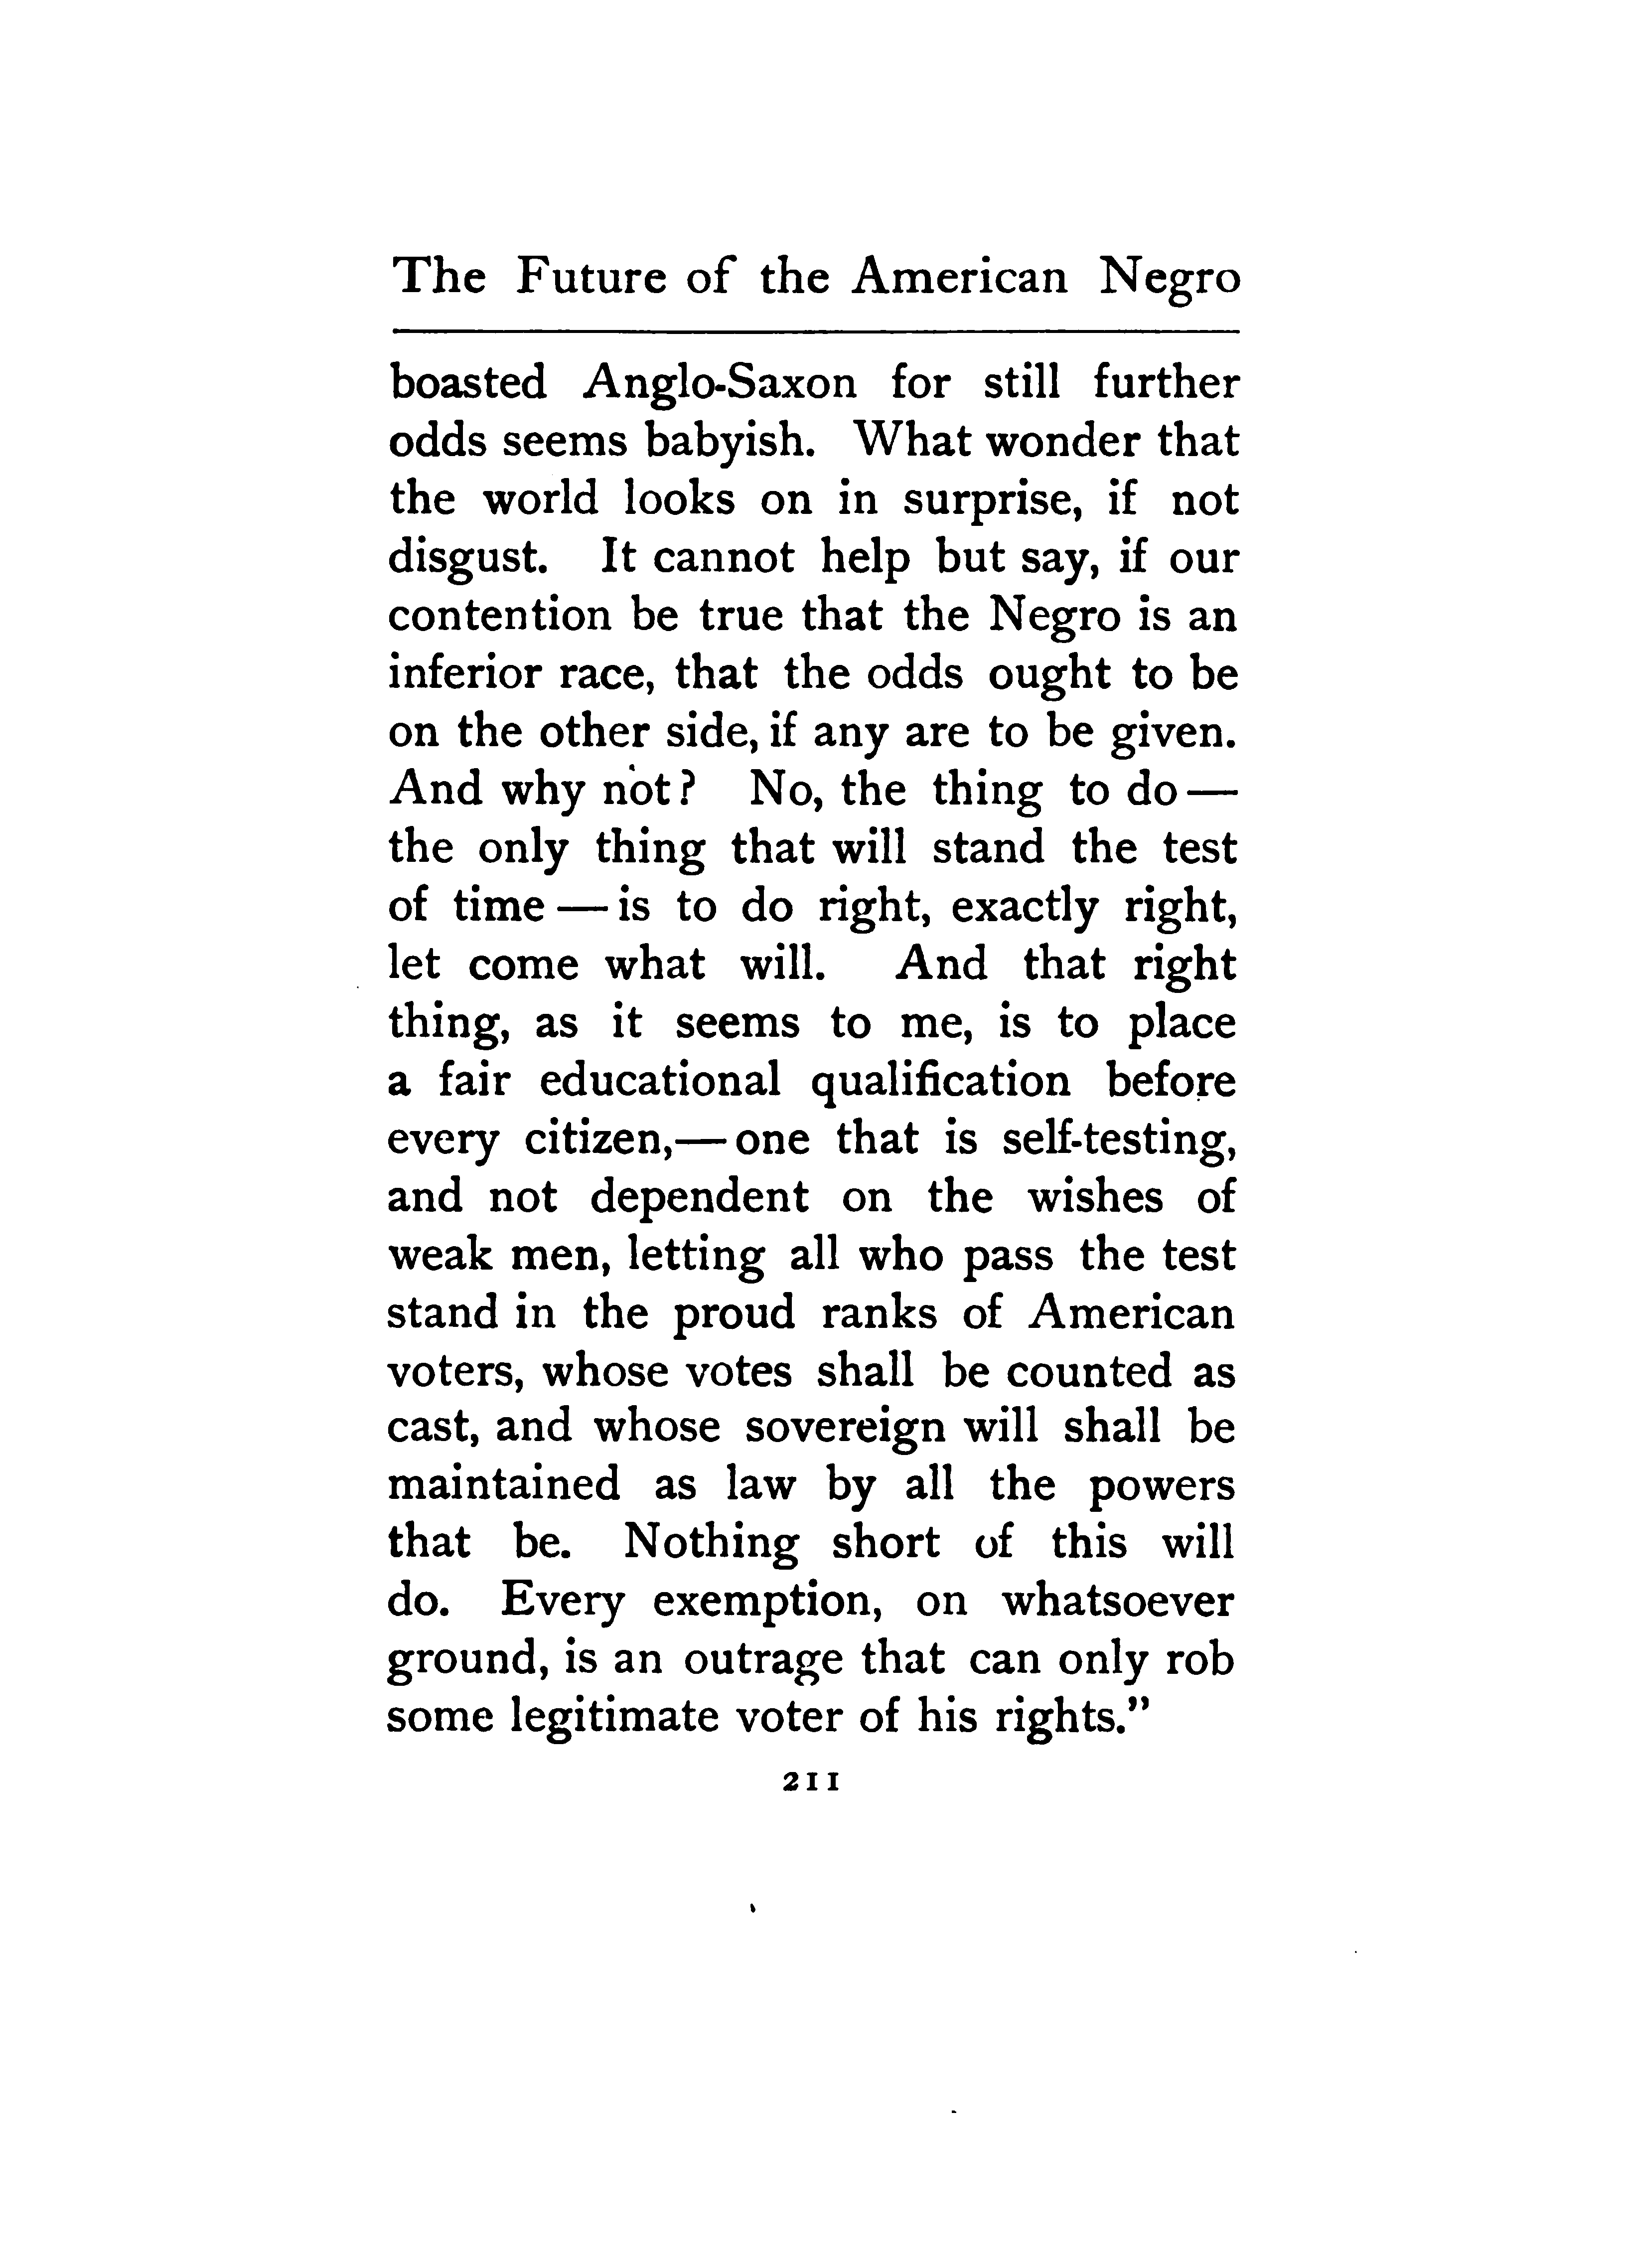 The Future of the American Negro
boasted Anglo-Saxon for still further
odds seems babyish. What wonder that
the world looks on in surprise, if not
disgust. It cannot help but say, if our
contention be true that the Negro is an
inferior race, that the odds ought to be
on the other side, if any are to be given.
And why not? No, the thing to do—
the only thing that will stand the test
of time—is to do right, exactly right,
let come what will. And that right
thing, as it seems to me, is to place
a fair educational qualification before
every citizen,—one that is self-testing,
and not dependent on the wishes of
weak men, letting all who pass the test
stand in the proud ranks of American
voters, whose votes shall be counted as
cast, and whose sovereign will shall be
maintained as law by all the powers
that be. Nothing short of this will
do. Every exemption, on whatsoever
ground, is an outrage that can only rob
some legitimate voter of his rights.”
211